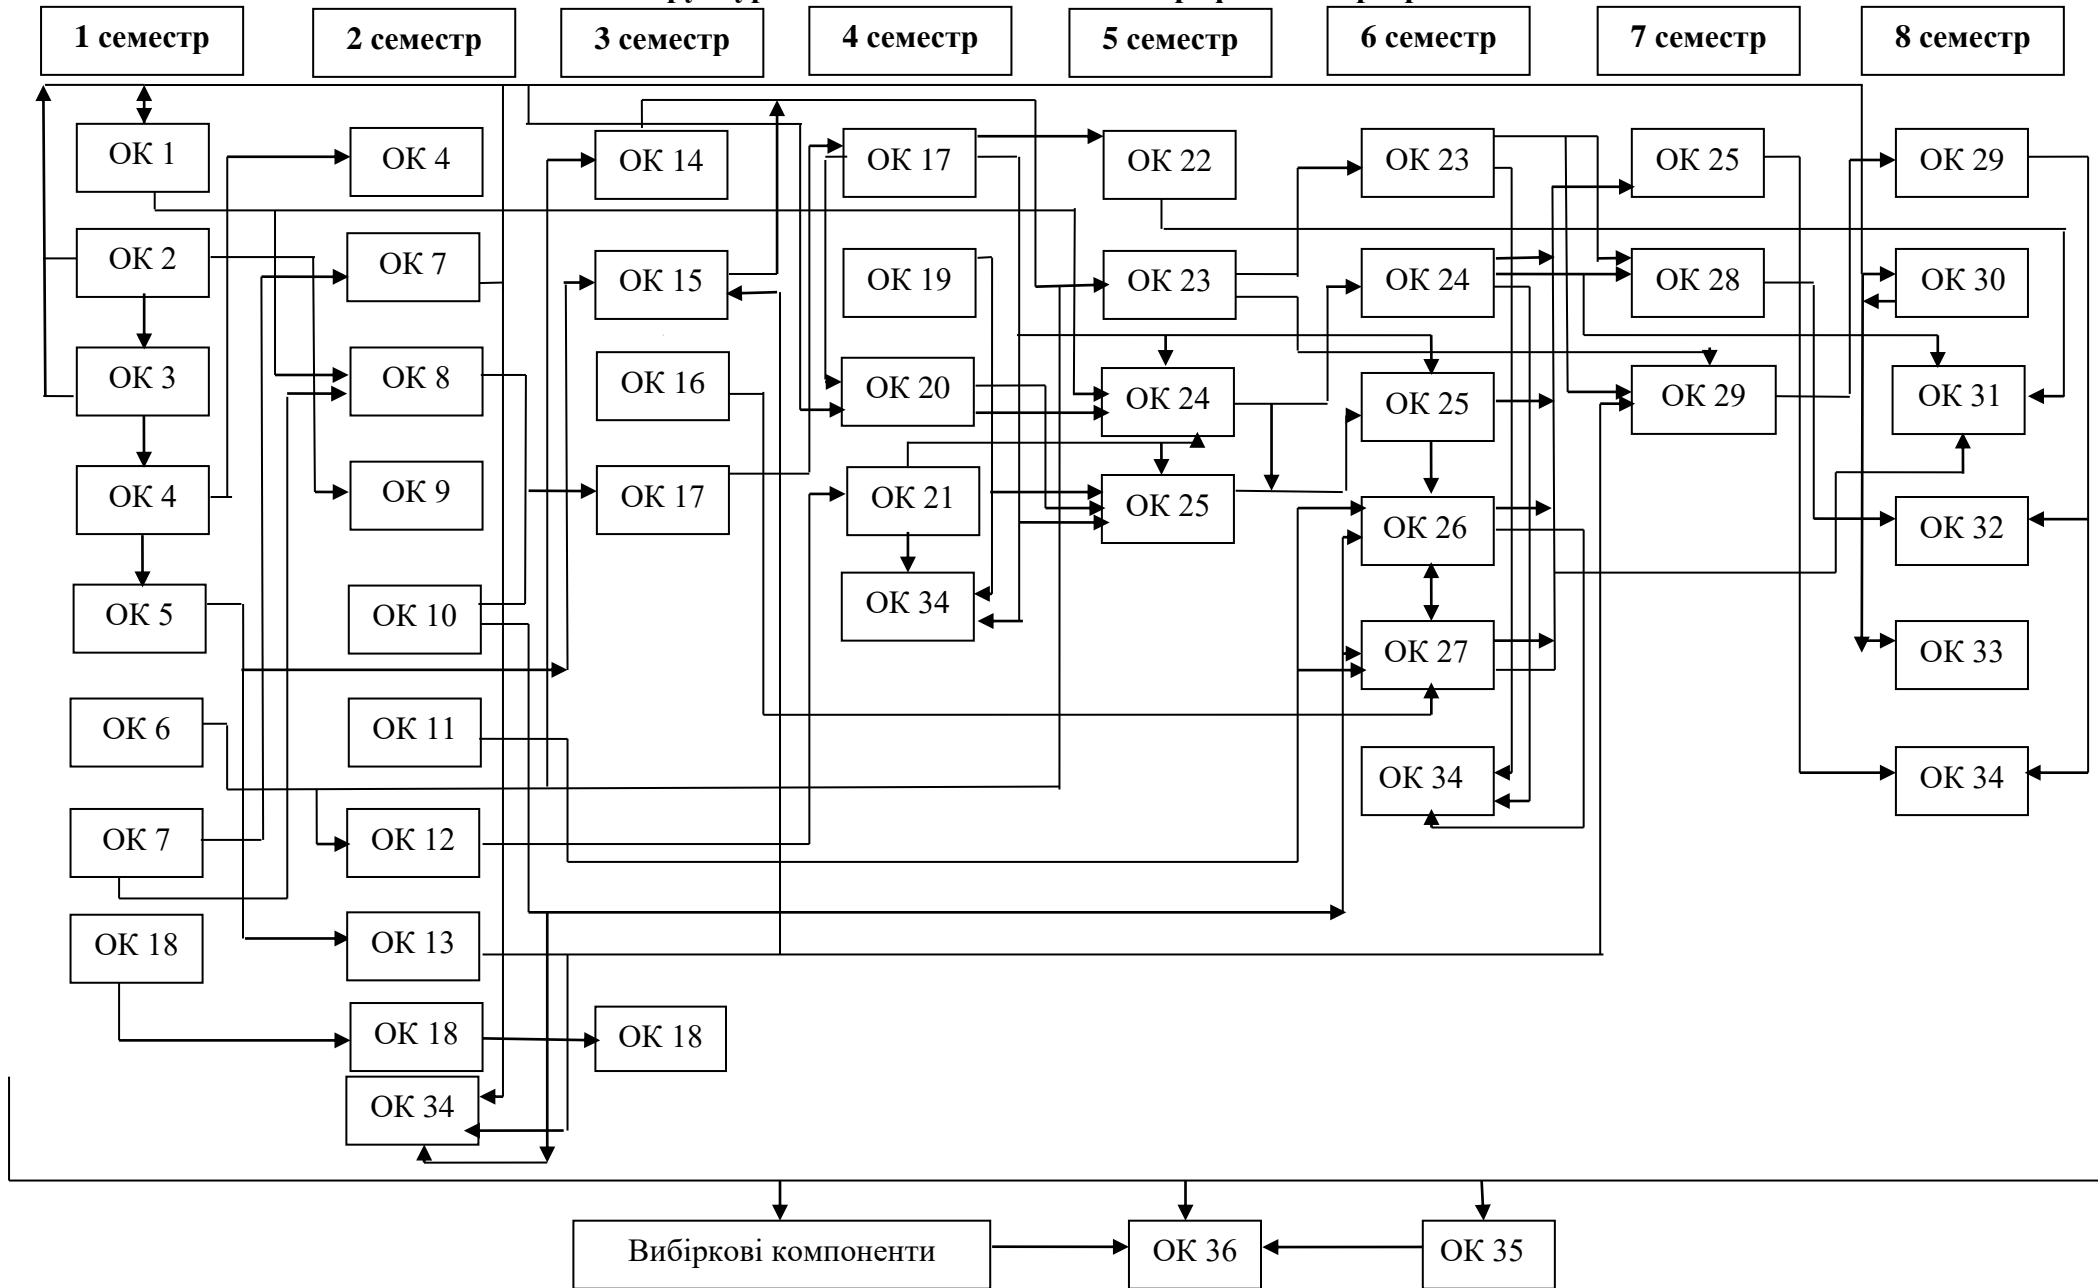 1 семестр
2 семестр
3 семестр
4 семестр
5 семестр
6 семестр
7 семестр
8 семестр
ОК 1
ОК 4
ОК 14
ОК 17
ОК 22
ОК 23
ОК 25
ОК 29
ОК 2
ОК 7
ОК 15
ОК 19
ОК 23
ОК 24
ОК 28
ОК 30
ОК 3
ОК 8
ОК 16
ОК 20
ОК 24
ОК 25
ОК 29
ОК 31
ОК 4
ОК 9
ОК 17
ОК 21
ОК 25
ОК 26
ОК 32
ОК 5
ОК 10
ОК 34
ОК 27
ОК 33
ОК 6
ОК 11
ОК 34
ОК 34
ОК 7
ОК 12
ОК 18
ОК 13
ОК 18
ОК 18
ОК 34
Вибіркові компоненти
ОК 36
ОК 35